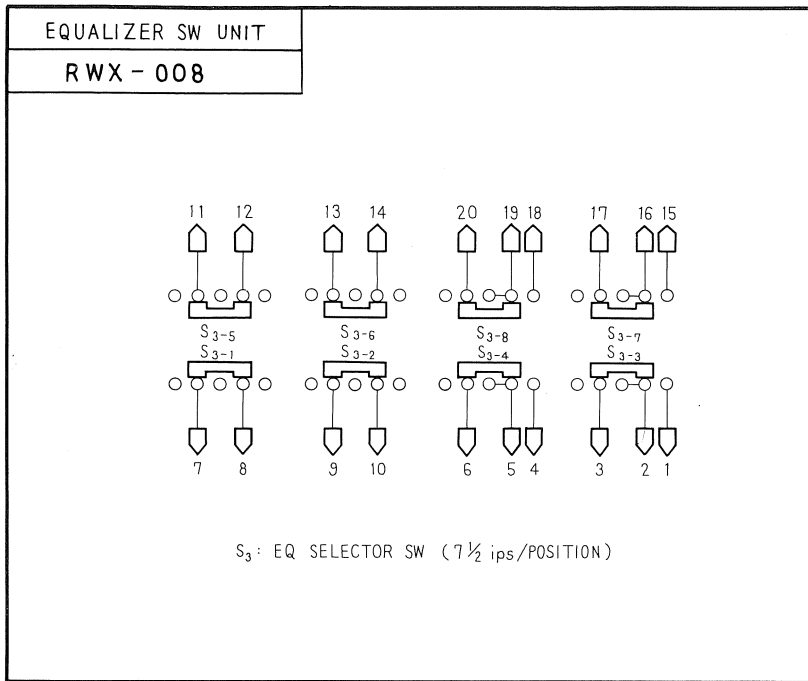 EQUALIZER SW UNIT
RWX-008
11 12 13 14 20 19 18 17 16 15
S3-5 S3-6 S3-8 S3-7
S3-1 S3-2 S3-4 S3-3
7 8 9 10 6 5 4 3 2 1
S3: EQ SELECTOR SW (7½ ips/POSITION)